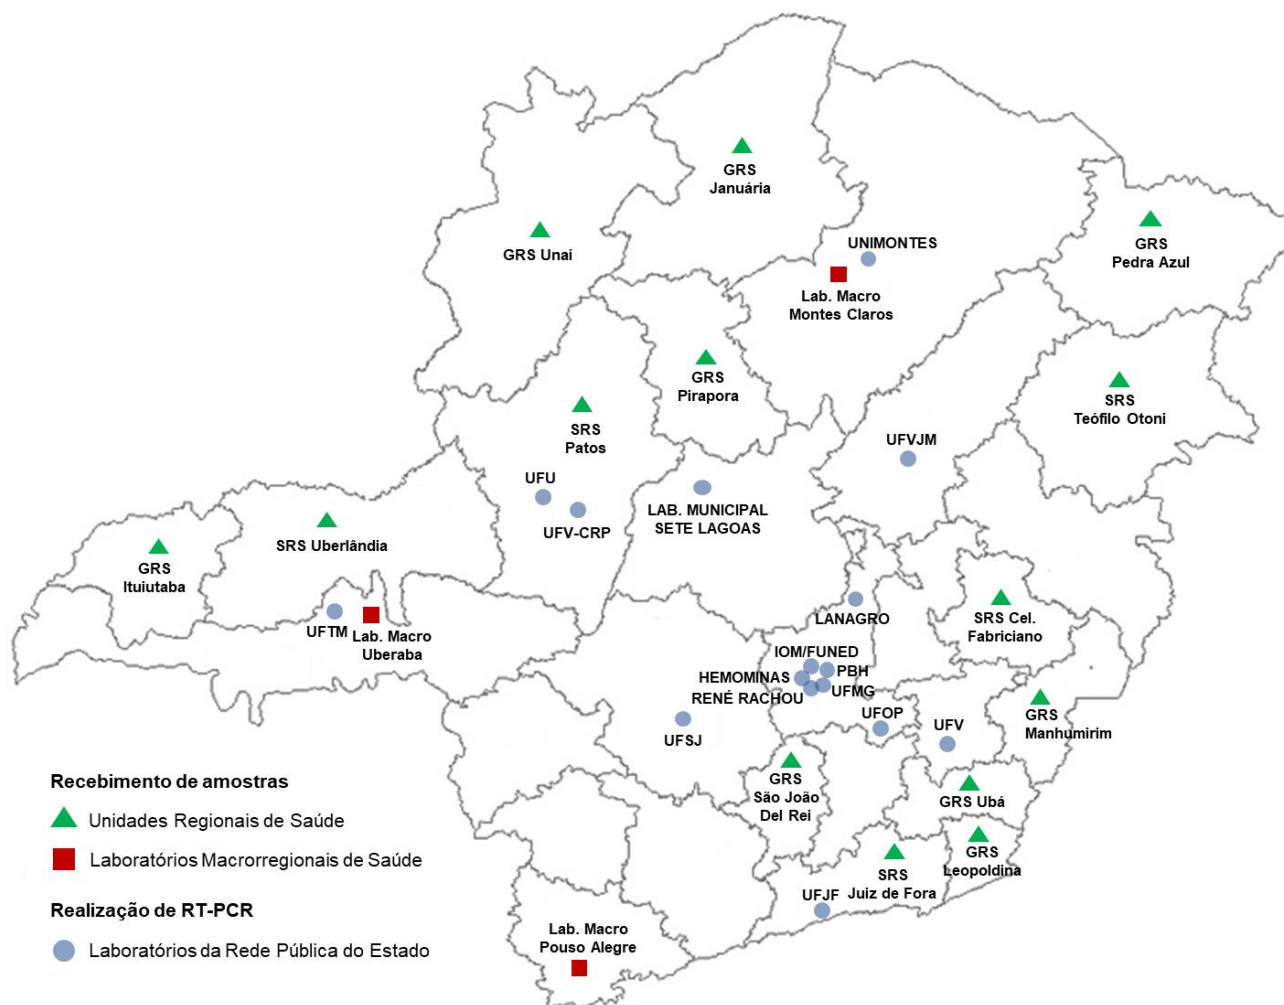 GRS
Januária
GRS
Pedra Azul
GRS Unaí
UNIMONTES
Lab. Macro
Montes Claros
GRS
Pirapora
SRS
Teófilo Otoni
SRS
Patos
UFVJM
UFU
UFV-CRP
LAB. MUNICIPAL
SETE LAGOAS
SRS Uberlândia
GRS
Ituiutaba
UFTM
Lab. Macro
Uberaba
LANAGRO
SRS Cel.
Fabriciano
IOM/FUNED
HEMOMINAS
PBH
RENÉ RACHOU
UFMG
UFSJ
UFOP
UFV
GRS
Manhumirim
GRS
São João
Del Rei
GRS Ubá
GRS
Leopoldina
SRS
Juiz de Fora
UFJF
Lab. Macro
Pouso Alegre
Recebimento de amostras
Unidades Regionais de Saúde
Laboratórios Macrorregionais de Saúde
Realização de RT-PCR
Laboratórios da Rede Pública do Estado